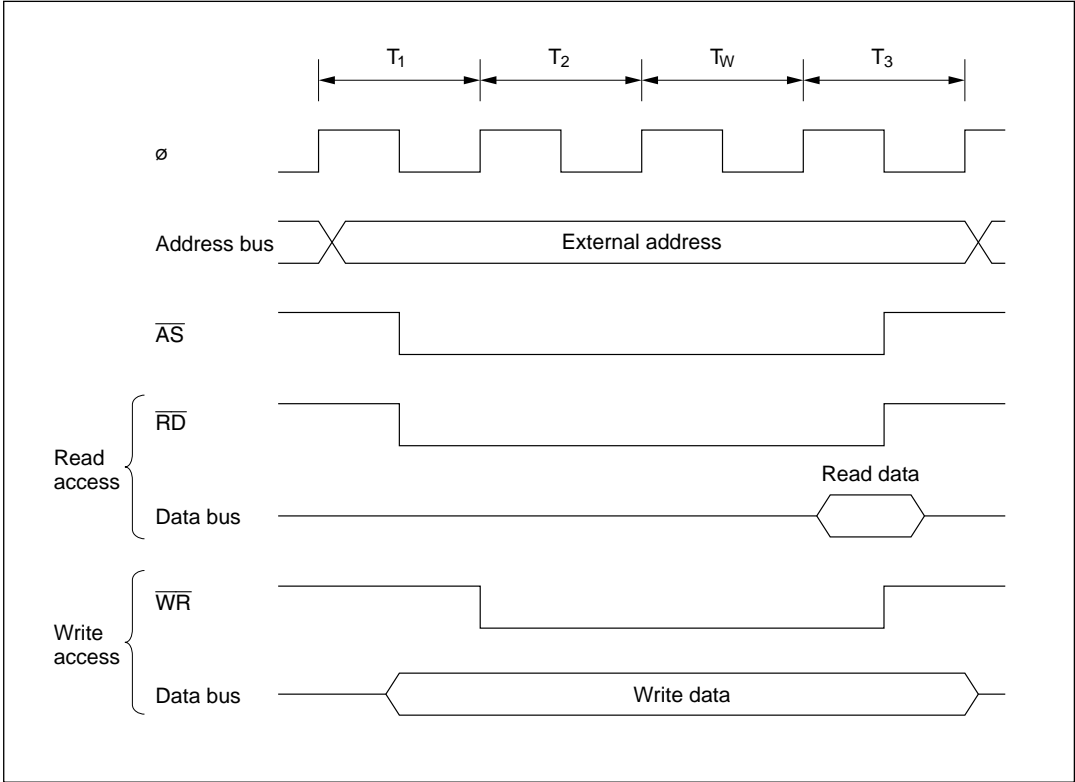 T1 T2 TW T3
ø
Address bus External address
AS
Read access
RD
Read data
Data bus
Write access
WR
Data bus Write data